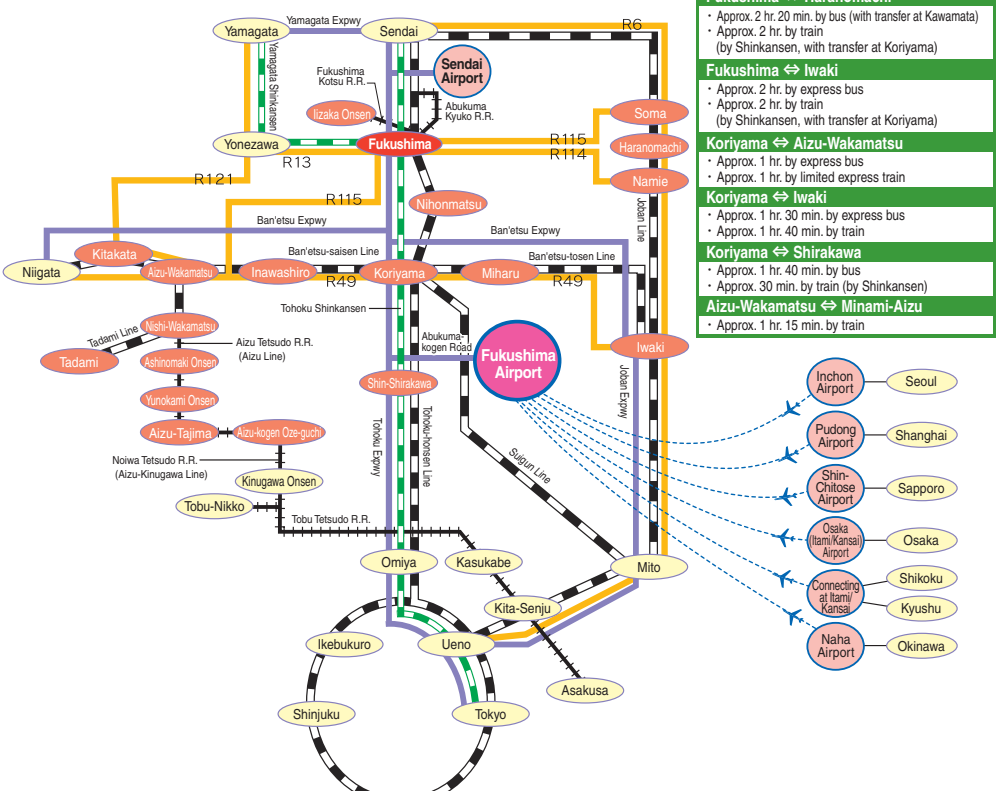 Fukushima ⇔ Haranomachi
・Approx. 2 hr. 20 min. by bus (with transfer at Kawamata)
・Approx. 2 hr. by train
(by Shinkansen, with transfer at Koriyama)
Fukushima ⇔ Iwaki
・Approx. 2 hr. by express bus
・Approx. 2 hr. by train
(by Shinkansen, with transfer at Koriyama)
Koriyama ⇔ Aizu-Wakamatsu
・Approx. 1 hr. by express bus
・Approx. 1 hr. by limited express train
Koriyama ⇔ Iwaki
・Approx. 1 hr. 30 min. by express bus
・Approx. 1 hr. 40 min. by train
Koriyama ⇔ Shirakawa
・Approx. 1 hr. 40 min. by bus
・Approx. 30 min. by train (by Shinkansen)
Aizu-Wakamatsu ⇔ Minami-Aizu
・Approx. 1 hr. 15 min. by train
Yamagata Expwy
R6
Yamagata
Sendai
Yamagata Shinkansen
Fukushima
Kotsu R.R.
Sendai
Airport
Iizaka Onsen
Abukuma
Kyuko R.R.
Soma
Yonezawa
Fukushima
R115
Haranomachi
R13
R114
R121
Namie
R115
Nihonmatsu
Joban Line
Ban'etsu Expwy
Ban'etsu Expwy
Kitakata
Ban'etsu-saisen Line
Ban'etsu-tosen Line
Niigata
Aizu-Wakamatsu
Inawashiro
Koriyama
Miharu
R49
R49
Tohoku Shinkansen
Nishi-Wakamatsu
Tadami Line
Aizu Tetsudo R.R.
(Aizu Line)
Abukuma-
kogen Road
Fukushima
Airport
Iwaki
Tadami
Ashinomaki Onsen
Shin-Shirakawa
Joban Expwy
Yunokami Onsen
Aizu-Tajima
Aizu-kogen Oze-guchi
Tohoku Expwy
Tohoku-honsen Line
Noiwa Tetsudo R.R.
(Aizu-Kinugawa Line)
Suigun Line
Kinugawa Onsen
Tobu-Nikko
Tobu Tetsudo R.R.
Omiya
Kasukabe
Mito
Kita-Senju
Ikebukuro
Ueno
Asakusa
Shinjuku
Tokyo
Inchon
Airport
Seoul
Pudong
Airport
Shanghai
Shin-
Chitose
Airport
Sapporo
Osaka
(Itami/Kansai)
Airport
Osaka
Connecting
at Itami/
Kansai
Shikoku
Kyushu
Naha
Airport
Okinawa